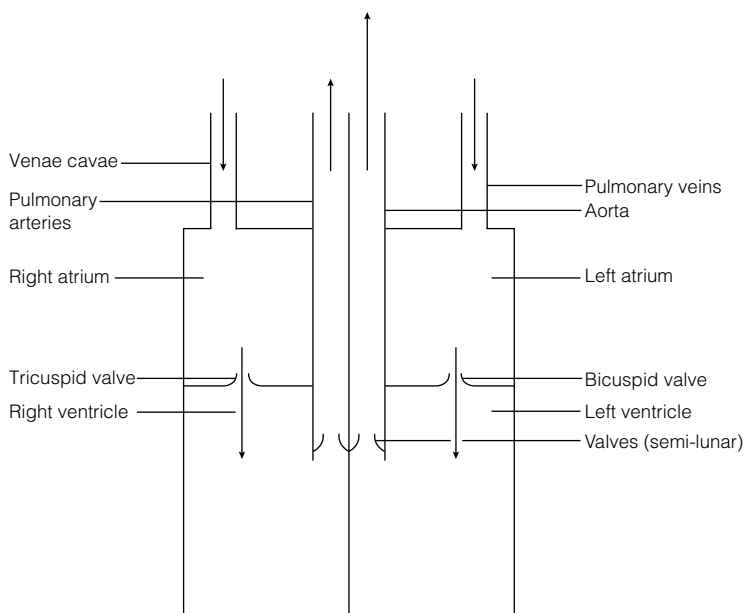 Venae cavae
Pulmonary
arteries
Right atrium
Tricuspid valve
Right ventricle
Pulmonary veins
Aorta
Left atrium
Bicuspid valve
Left ventricle
Valves (semi-lunar)